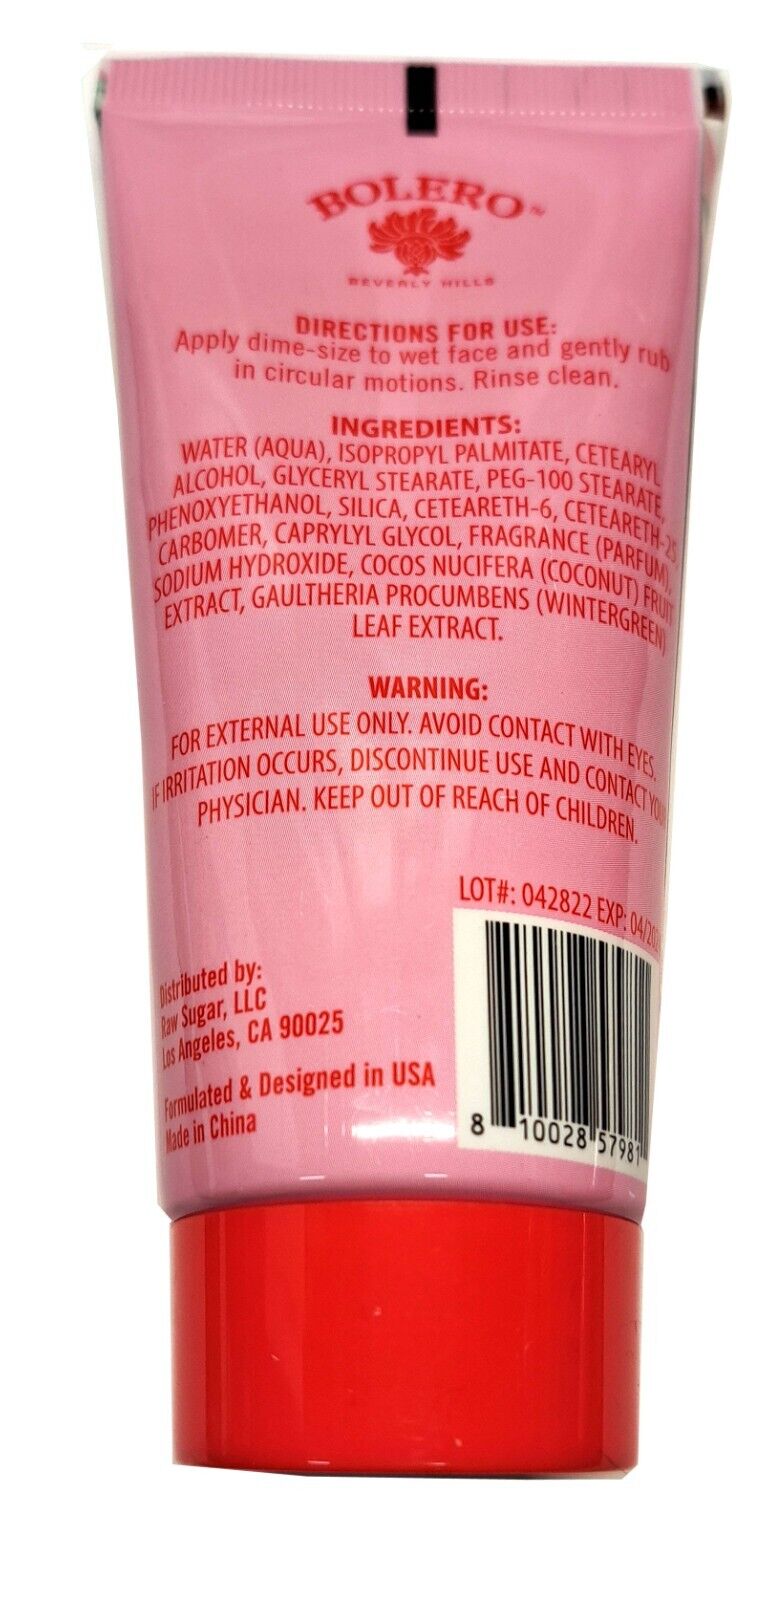 BOLERO™
BEVERLY HILLS
DIRECTIONS FOR USE:
Apply dime-size to wet face and gently rub
in circular motions. Rinse clean.
INGREDIENTS:
WATER (AQUA), ISOPROPYL PALMITATE, CETEARYL
ALCOHOL, GLYCERYL STEARATE, PEG-100 STEARATE,
PHENOXYETHANOL, SILICA, CETEARETH-6, CETEARETH-25
CARBOMER, CAPRYLYL GLYCOL, FRAGRANCE (PARFUM),
SODIUM HYDROXIDE, COCOS NUCIFERA (COCONUT) FRUIT
EXTRACT, GAULTHERIA PROCUMBENS (WINTERGREEN)
LEAF EXTRACT.
WARNING:
FOR EXTERNAL USE ONLY. AVOID CONTACT WITH EYES.
IF IRRITATION OCCURS, DISCONTINUE USE AND CONTACT YOUR
PHYSICIAN. KEEP OUT OF REACH OF CHILDREN.
LOT#: 042822 EXP:
Distributed by:
Raw Sugar, LLC
Los Angeles, CA 90025
Formulated & Designed in USA
Made in China
8 10028 57981